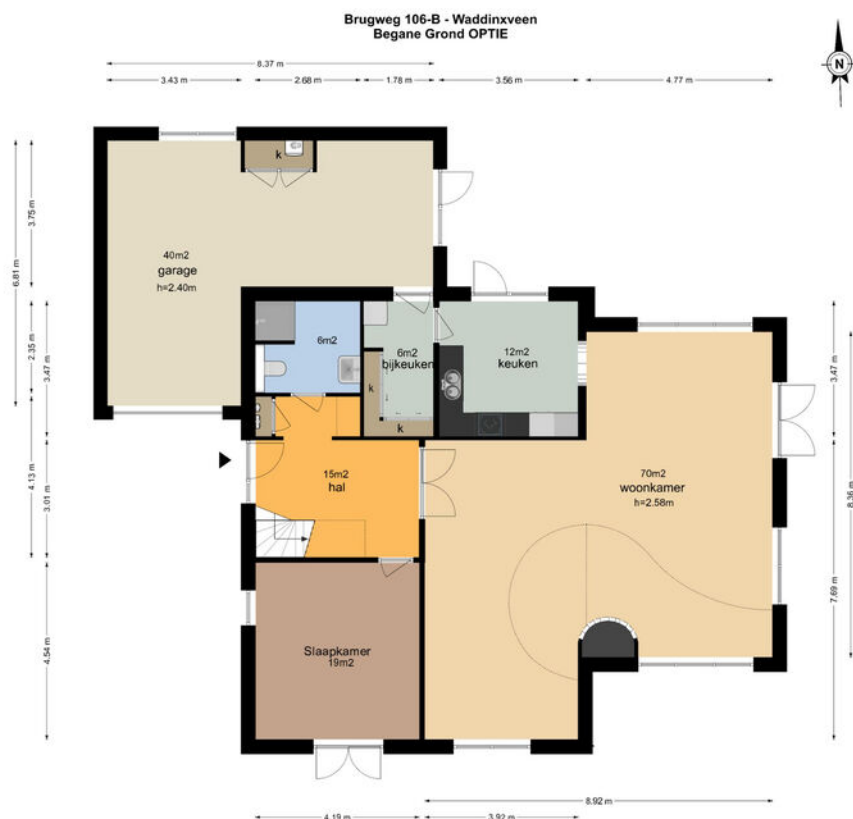 Brugweg 106-B - Waddinxveen
Begane Grond OPTIE
N
8.37 m
3.43 m
2.68 m
1.78 m
3.56 m
4.77 m
6.81 m
3.75 m
2.35 m
3.47 m
4.13 m
3.01 m
4.54 m
k
40m2
garage
h=2.40m
6m2
6m2
bijkeuken
k
k
12m2
keuken
15m2
hal
70m2
woonkamer
h=2.58m
Slaapkamer
19m2
3.47 m
8.36 m
7.69 m
8.92 m
4.19 m
3.92 m